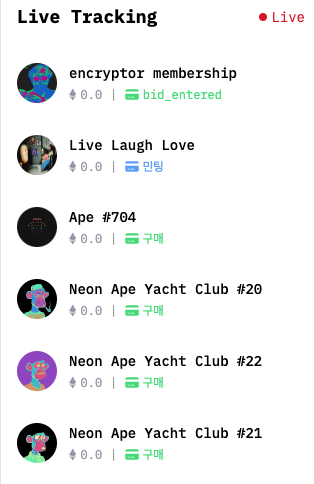 Live Tracking
Live
encryptor membership
0.0 | bid_entered
Live Laugh Love
0.0 | 민팅
Ape #704
0.0 | 구매
Neon Ape Yacht Club #20
0.0 | 구매
Neon Ape Yacht Club #22
0.0 | 구매
Neon Ape Yacht Club #21
0.0 | 구매